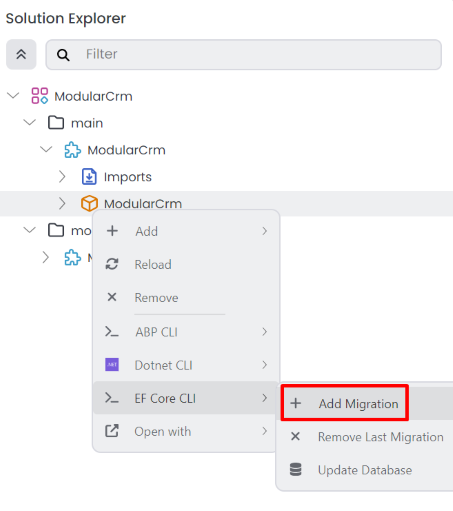 Solution Explorer
Filter
ModularCrm
main
ModularCrm
Imports
ModularCrm
mo
Add
Reload
Remove
ABP CLI
.NET Dotnet CLI
EF Core CLI
Open with
Add Migration
Remove Last Migration
Update Database